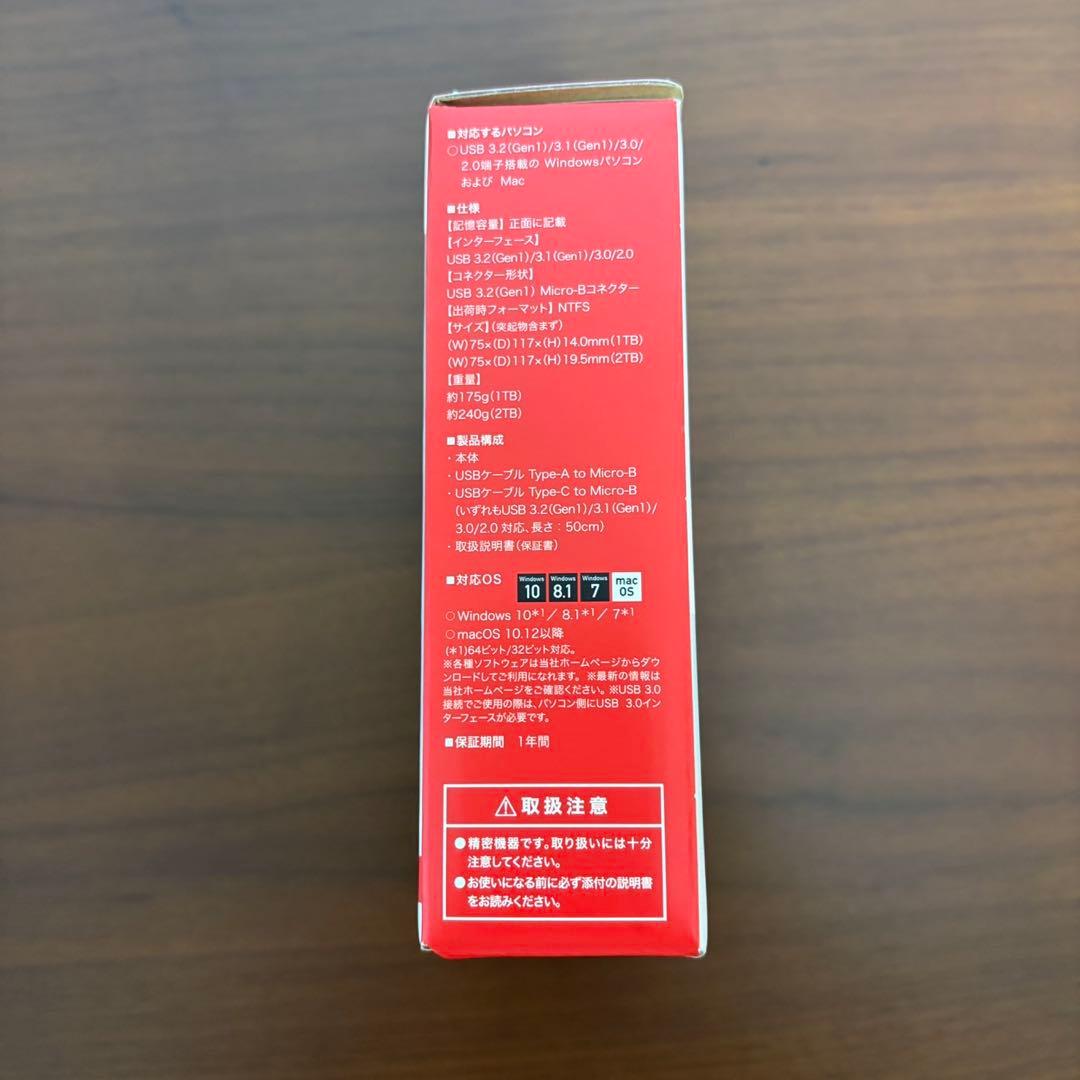 ■対応するパソコン
○USB 3.2(Gen1)/3.1(Gen1)/3.0/
2.0端子搭載の Windowsパソコン
および Mac
■仕様
【記憶容量】正面に記載
【インターフェース】
USB 3.2(Gen1)/3.1(Gen1)/3.0/2.0
【コネクター形状】
USB 3.2(Gen1) Micro-Bコネクター
【出荷時フォーマット】NTFS
【サイズ】(突起物含まず)
(W)75×(D)117×(H)14.0mm(1TB)
(W)75×(D)117×(H)19.5mm(2TB)
【重量】
約175g(1TB)
約240g(2TB)
■製品構成
・本体
・USBケーブル Type-A to Micro-B
・USBケーブル Type-C to Micro-B
(いずれもUSB 3.2(Gen1)/3.1(Gen1)/
3.0/2.0 対応、長さ：50cm)
・取扱説明書(保証書)
■対応OS Windows 10 Windows 8.1 Windows 7 mac OS
○Windows 10*1/ 8.1*1/ 7*1
○macOS 10.12以降
(*1)64ビット/32ビット対応。
※各種ソフトウェアは当社ホームページからダウ
ンロードしてご利用になれます。※最新の情報は
当社ホームページをご確認ください。※USB 3.0
接続でご使用の際は、パソコン側にUSB 3.0イン
ターフェースが必要です。
■保証期間 1年間
⚠取扱注意
●精密機器です。取り扱いには十分
注意してください。
●お使いになる前に必ず添付の説明書
をお読みください。